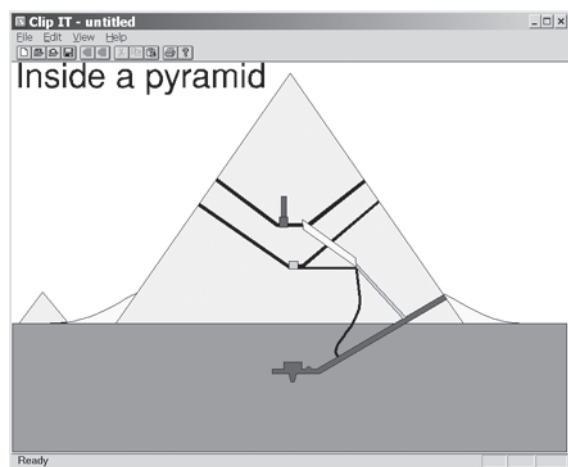 Clip IT - untitled
File Edit View Help
Inside a pyramid
Ready